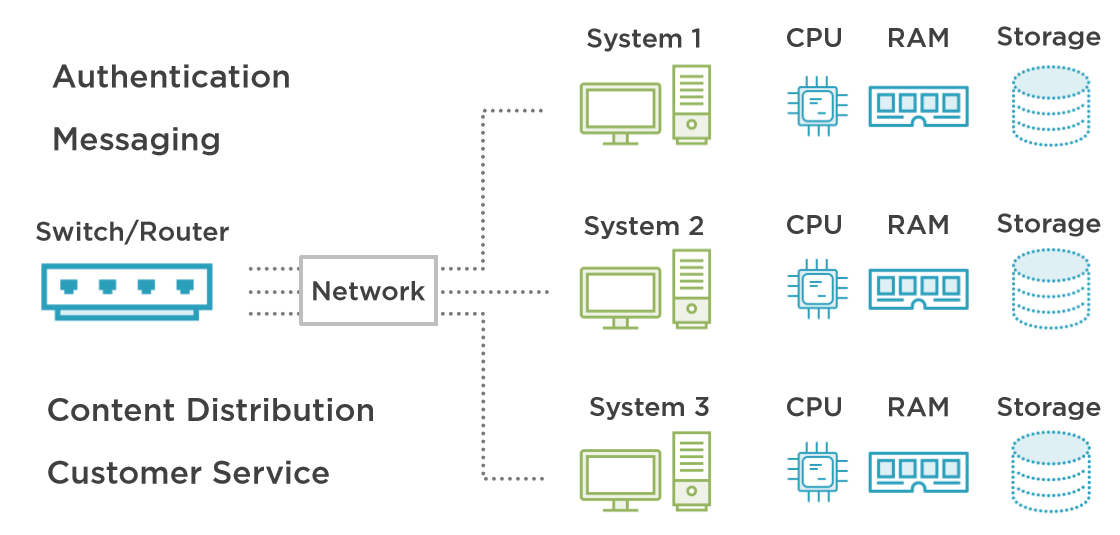 Authentication
Messaging
Switch/Router
Network
Content Distribution
Customer Service
System 1 CPU RAM Storage
System 2 CPU RAM Storage
System 3 CPU RAM Storage